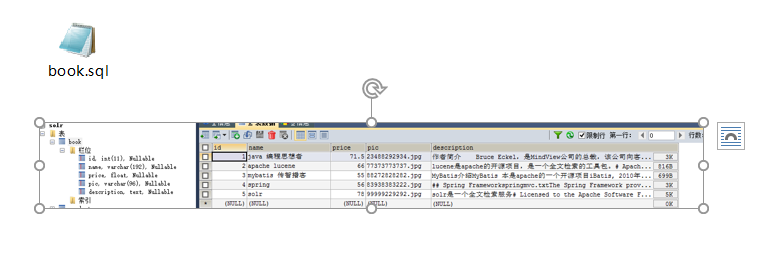 book.sql
solr
表
book
栏位
id, int(11), Nullable
name, varchar(192), Nullable
price, float, Nullable
pic, varchar(96), Nullable
description, text, Nullable
索引
限制行 第一行: 0 行数:
id name price pic description
1 java 编程思想者 71.5 23488292934.jpg 作者简介 Bruce Eckel, 是MindView公司的总裁, 该公司向客... 3K
2 apache lucene 66 77373773737.jpg lucene是apache的开源项目, 是一个全文检索的工具包。# Apach... 816B
3 mybatis 传智播客 55 88272828282.jpg MyBatis介绍MyBatis 本是apache的一个开源项目iBatis, 2010年... 699B
4 spring 56 83938383222.jpg ## Spring Frameworkspringmvc.txtThe Spring Framework prov... 3K
5 solr 78 99999229292.jpg solr是一个全文检索服务# Licensed to the Apache Software F... 5K
(NULL) (NULL) (NULL) (NULL) (NULL) 0K